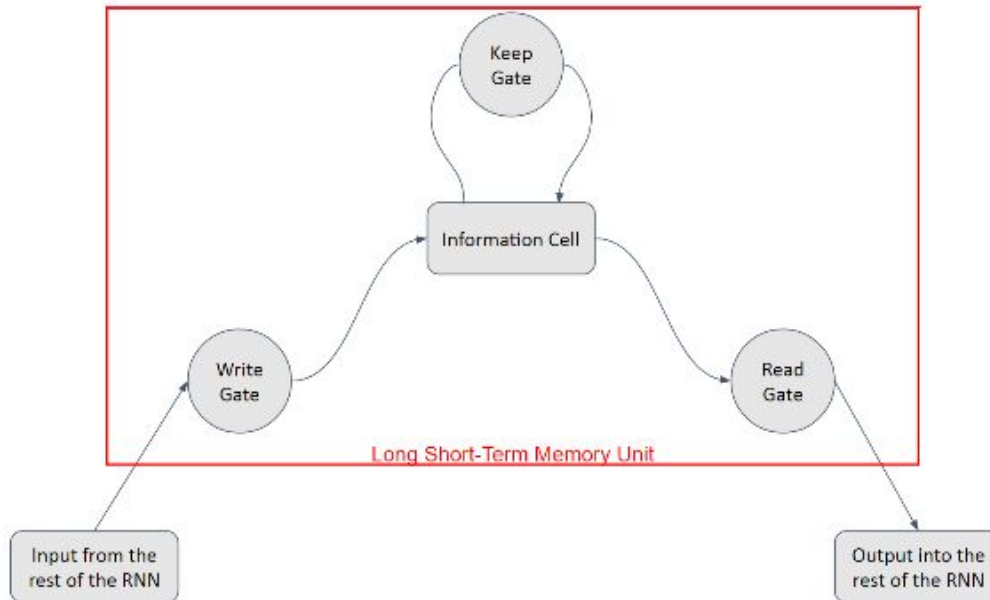 Keep
Gate
Information Cell
Write
Gate
Read
Gate
Long Short-Term Memory Unit
Input from the
rest of the RNN
Output into the
rest of the RNN